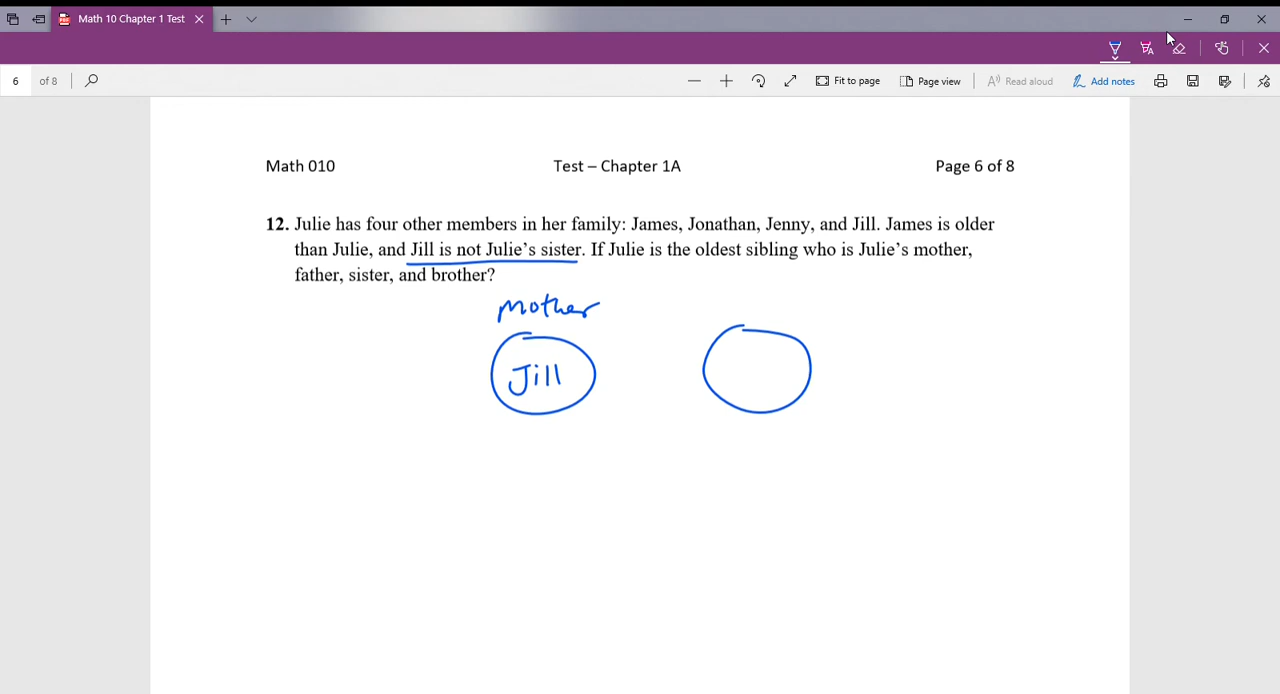 Math 10 Chapter 1 Test
6 of 8
Fit to page
Page view
Read aloud
Add notes
Math 010 Test – Chapter 1A Page 6 of 8
12. Julie has four other members in her family: James, Jonathan, Jenny, and Jill. James is older
than Julie, and Jill is not Julie's sister. If Julie is the oldest sibling who is Julie's mother,
father, sister, and brother?
Mother
Jill